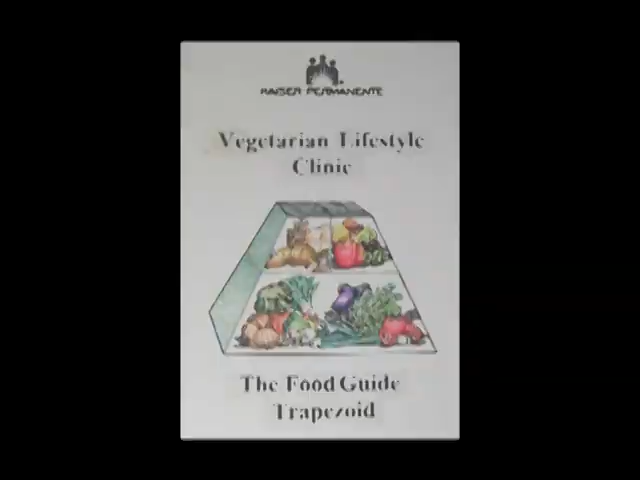 KAISER PERMANENTE
Vegetarian Lifestyle
Clinic
The Food Guide
Trapezoid